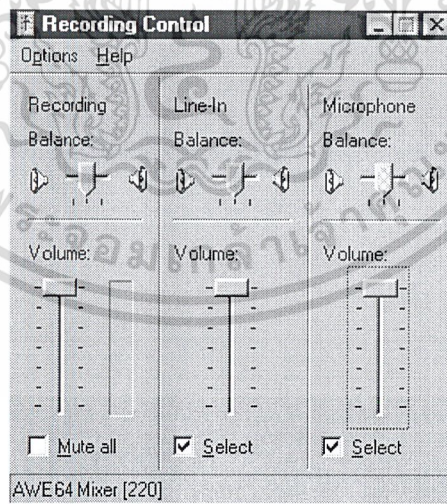 Recording Control
Options Help
Recording Line-In Microphone
Balance: Balance: Balance:
Volume: Volume: Volume:
Mute all Select Select
AWE64 Mixer [220]